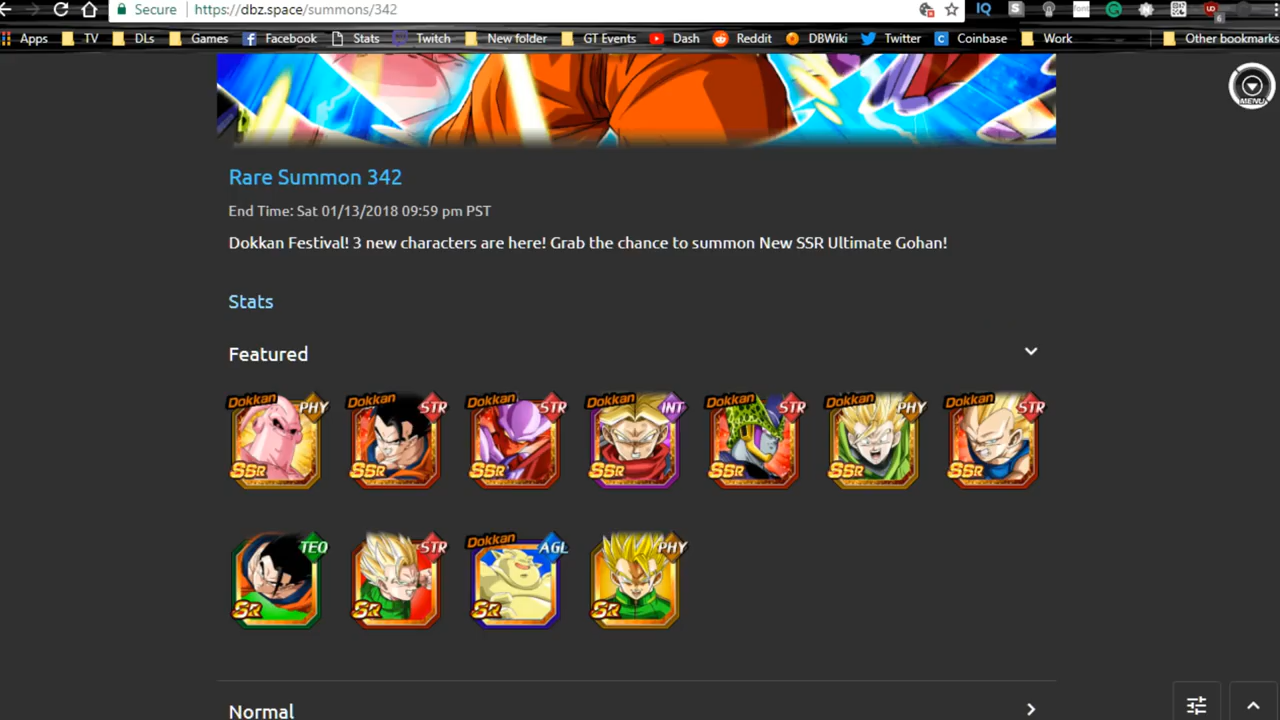 Secure https://dbz.space/summons/342
Apps TV DLs Games Facebook Stats Twitch New folder GT Events Dash Reddit DBWiki Twitter Coinbase Work Other bookmarks
MENU
Rare Summon 342
End Time: Sat 01/13/2018 09:59 pm PST
Dokkan Festival! 3 new characters are here! Grab the chance to summon New SSR Ultimate Gohan!
Stats
Featured
Dokkan PHY Dokkan STR Dokkan STR Dokkan INT Dokkan STR Dokkan PHY Dokkan STR
SSR SSR SSR SSR SSR SSR SSR
TEQ STR Dokkan AGL PHY
SR SR SR SR
Normal